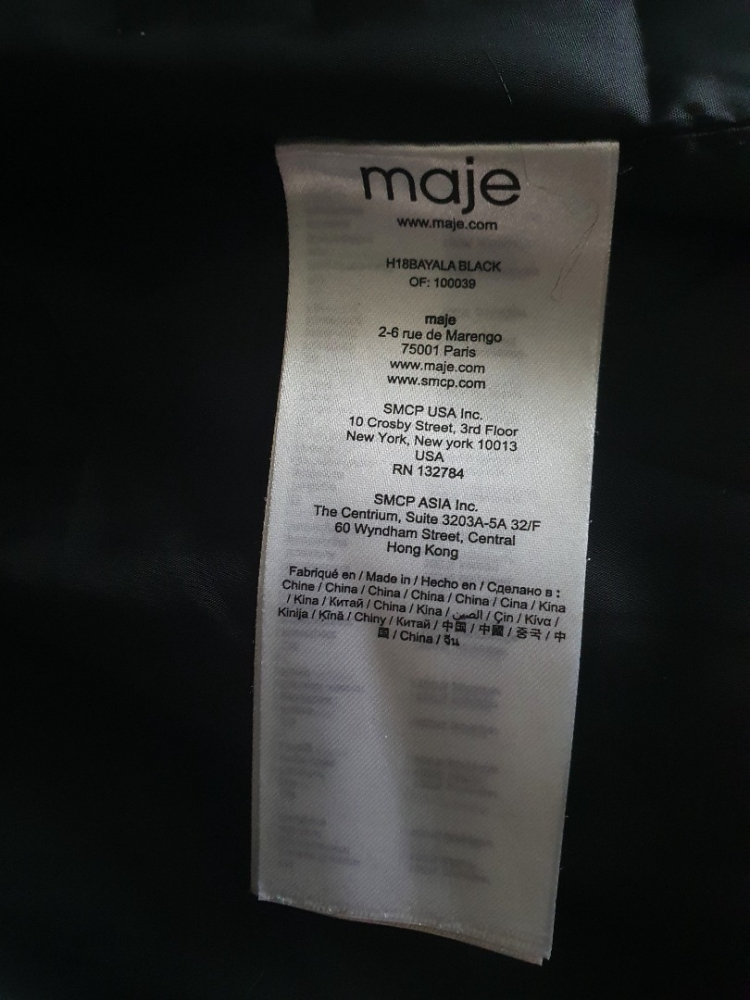 maje
www.maje.com
H18BAYALA BLACK
OF: 100039
maje
2-6 rue de Marengo
75001 Paris
www.maje.com
www.smcp.com
SMCP USA Inc.
10 Crosby Street, 3rd Floor
New York, New york 10013
USA
RN 132784
SMCP ASIA Inc.
The Centrium, Suite 3203A-5A 32/F
60 Wyndham Street, Central
Hong Kong
Fabriqué en / Made in / Hecho en / Сделано в :
Chine / China / China / China / China / Cina / Kina
/ Kina / Китай / China / Kina / الصين / Çin / Κίνα /
Kinija / Ķīnā / Chiny / Китай / 中国 / 中國 / 중국 / 中
国 / China / จีน